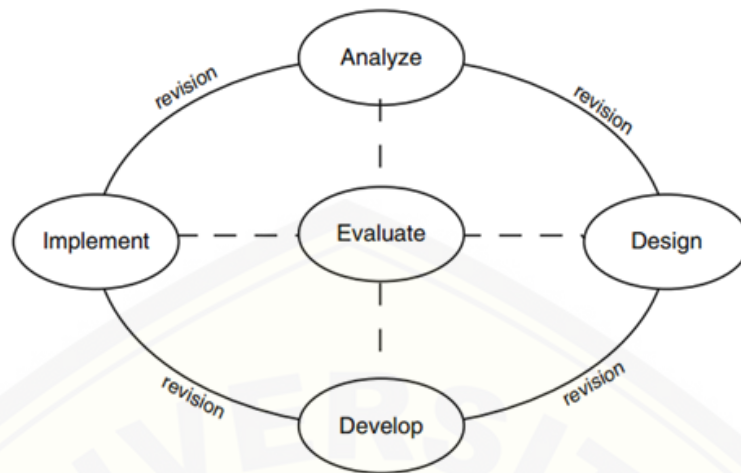 Analyze
revision
revision
Implement
Evaluate
Design
revision
revision
Develop